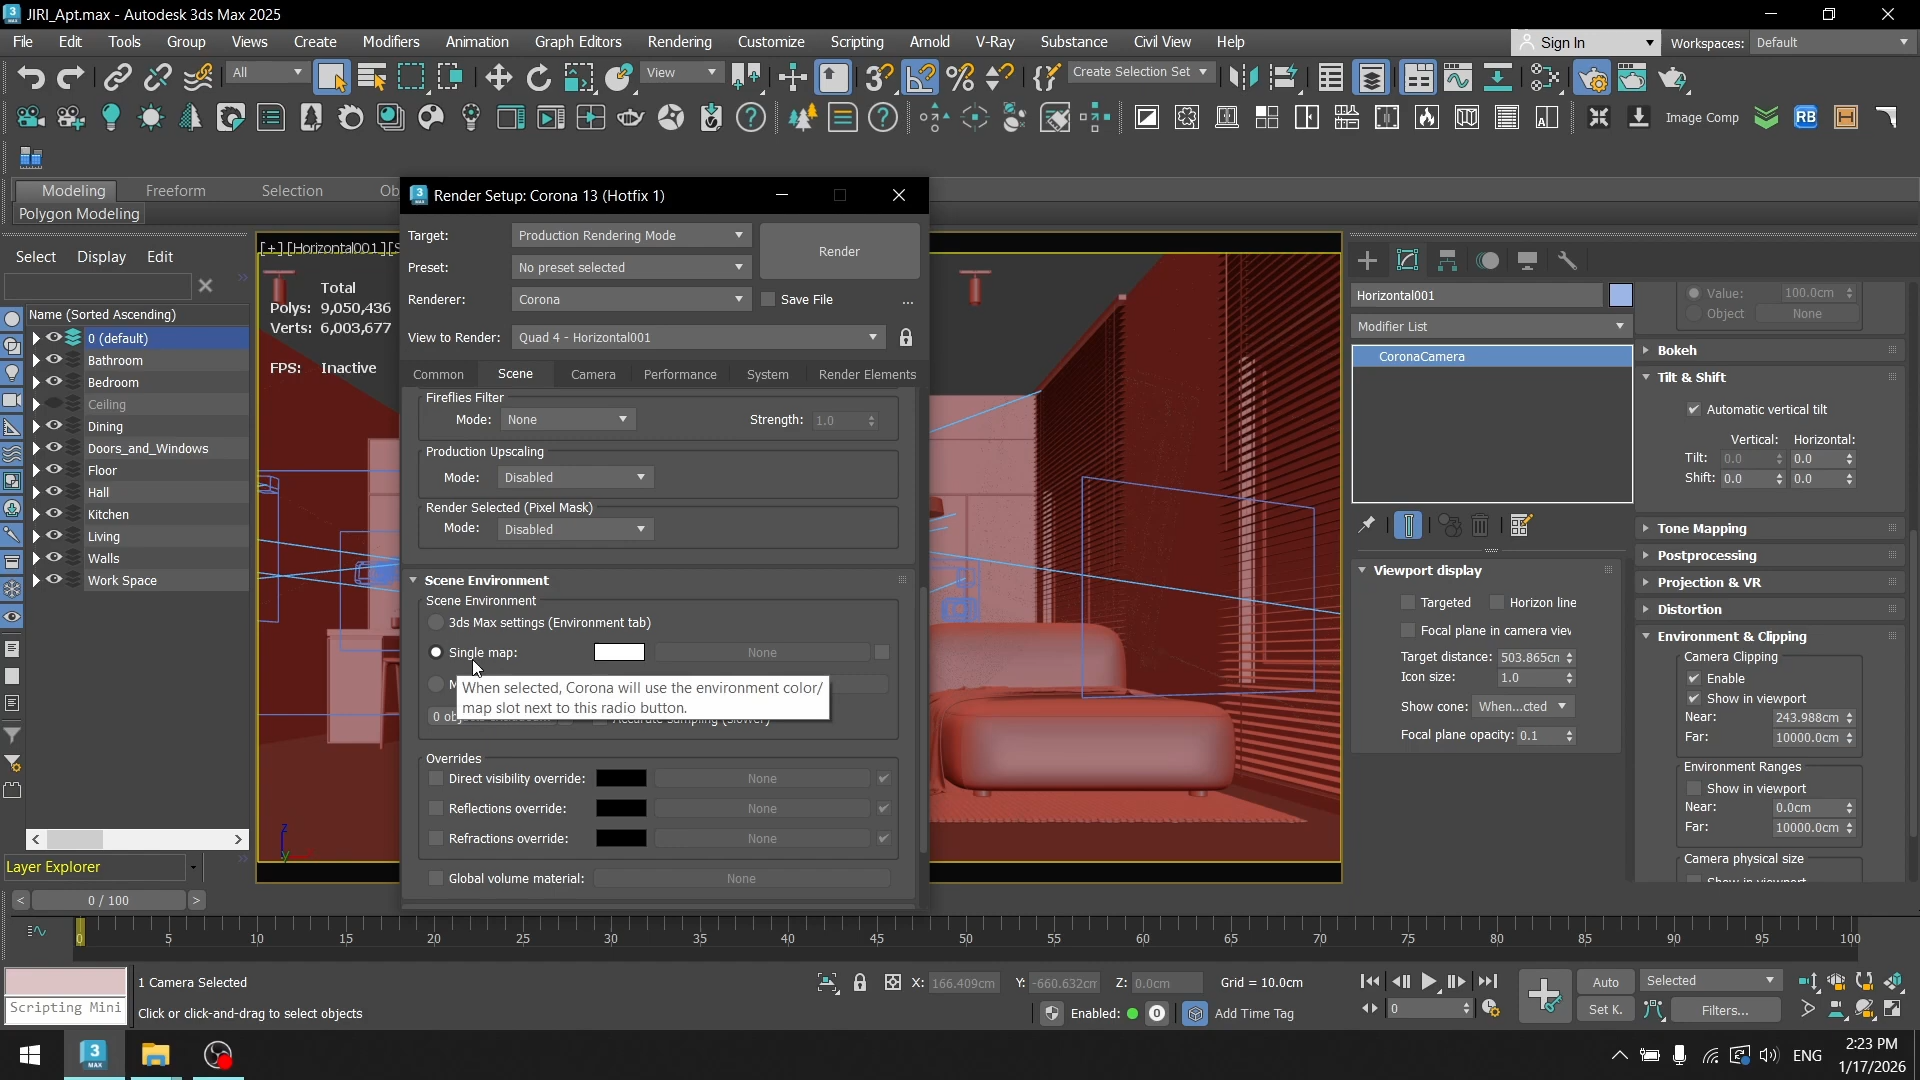 JIRI_Apt.max - Autodesk 3ds Max 2025
File Edit Tools Group Views Create Modifiers Animation Graph Editors Rendering Customize Scripting Arnold V-Ray Substance Civil View Help
Sign In Workspaces: Default
All View Create Selection Set
Image Comp RB
Modeling Freeform Selection
Polygon Modeling
Select Display Edit
Name (Sorted Ascending)
0 (default)
Bathroom
Bedroom
Ceiling
Dining
Doors_and_Windows
Floor
Hall
Kitchen
Living
Walls
Work Space
Layer Explorer
[+] [Horizontal001]
Total
Polys: 9,050,436
Verts: 6,003,677
FPS: Inactive
Render Setup: Corona 13 (Hotfix 1)
Target: Production Rendering Mode
Render
Preset: No preset selected
Renderer: Corona Save File ...
View to Render: Quad 4 - Horizontal001
Common Scene Camera Performance System Render Elements
Fireflies Filter
Mode: None Strength: 1.0
Production Upscaling
Mode: Disabled
Render Selected (Pixel Mask)
Mode: Disabled
Scene Environment
Scene Environment
3ds Max settings (Environment tab)
Single map: None
When selected, Corona will use the environment color/
map slot next to this radio button.
Overrides
Direct visibility override: None
Reflections override: None
Refractions override: None
Global volume material: None
Horizontal001
Modifier List
CoronaCamera
Viewport display
Targeted Horizon line
Focal plane in camera
Target distance: 503.865
Icon size: 1.0
Show cone: When...cted
Focal plane opacity: 0.1
Value: 100.0cm
Object None
Bokeh
Tilt & Shift
Automatic vertical tilt
Vertical: Horizontal:
Tilt: 0.0 0.0
Shift: 0.0 0.0
Tone Mapping
Postprocessing
Projection & VR
Distortion
Environment & Clipping
Camera Clipping
Enable
Show in viewport
Near: 243.988cm
Far: 10000.0cm
Environment Ranges
Show in viewport
Near: 0.0cm
Far: 10000.0cm
Camera physical size
< 0 / 100 >
0 5 10 15 20 25 30 35 40 45 50 55 60 65 70 75 80 85 90 95 100
Scripting Mini
1 Camera Selected
Click or click-and-drag to select objects
X: 166.409cm Y: -660.632cm Z: 0.0cm Grid = 10.0cm
Enabled: 0 Add Time Tag
0
Auto Selected
Set K. Filters...
ENG
2:23 PM
1/17/2026